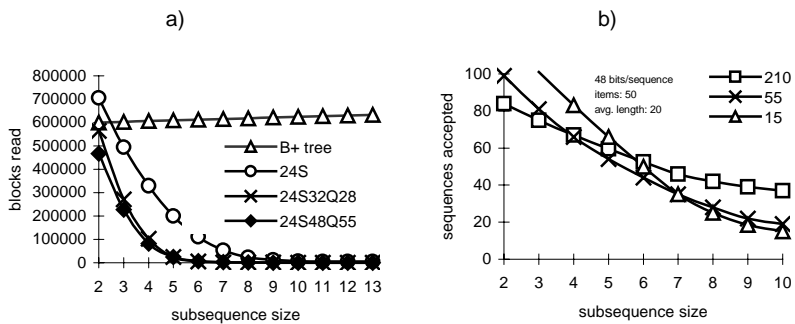 a)
800000
700000
600000
500000
400000
300000
200000
100000
0
blocks read
B+ tree
24S
24S32Q28
24S48Q55
2 3 4 5 6 7 8 9 10 11 12 13
subsequence size
b)
100
80
60
40
20
0
sequences accepted
48 bits/sequence
items: 50
avg. length: 20
210
55
15
2 3 4 5 6 7 8 9 10
subsequence size